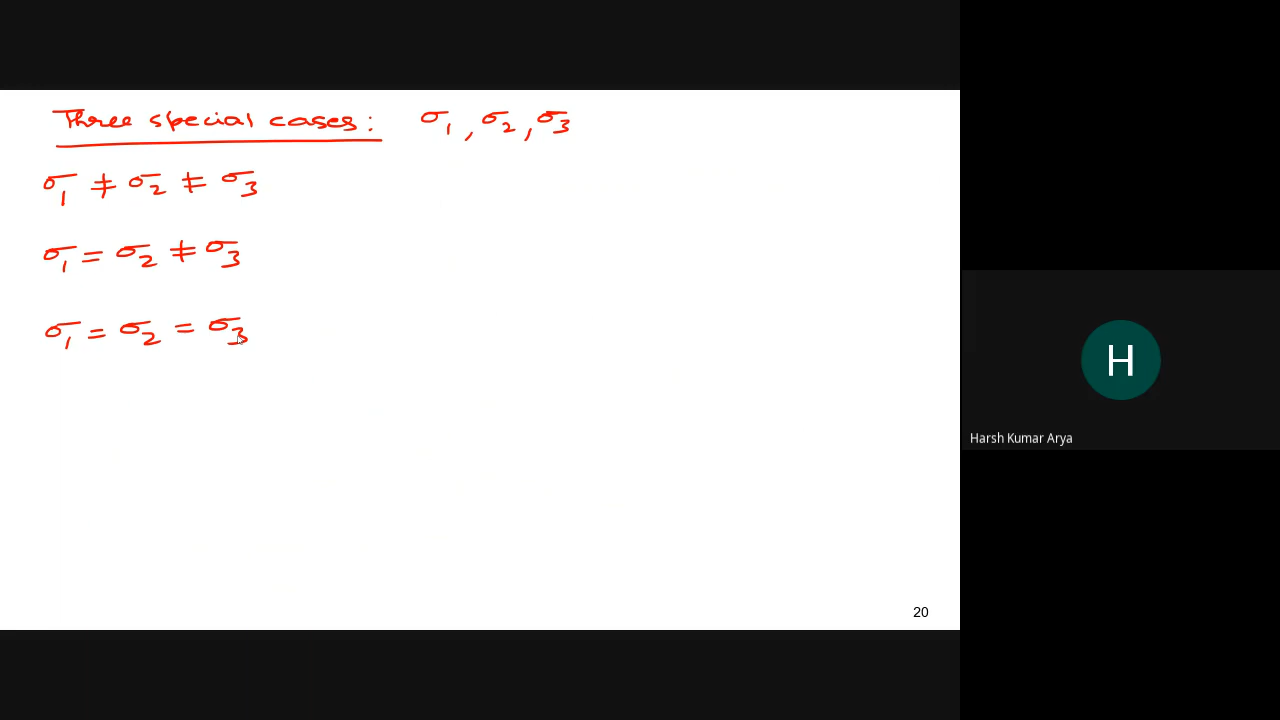 Three special cases: σ₁, σ₂, σ₃
σ₁ ≠ σ₂ ≠ σ₃
σ₁ = σ₂ ≠ σ₃
σ₁ = σ₂ = σ₃
H
Harsh Kumar Arya
20